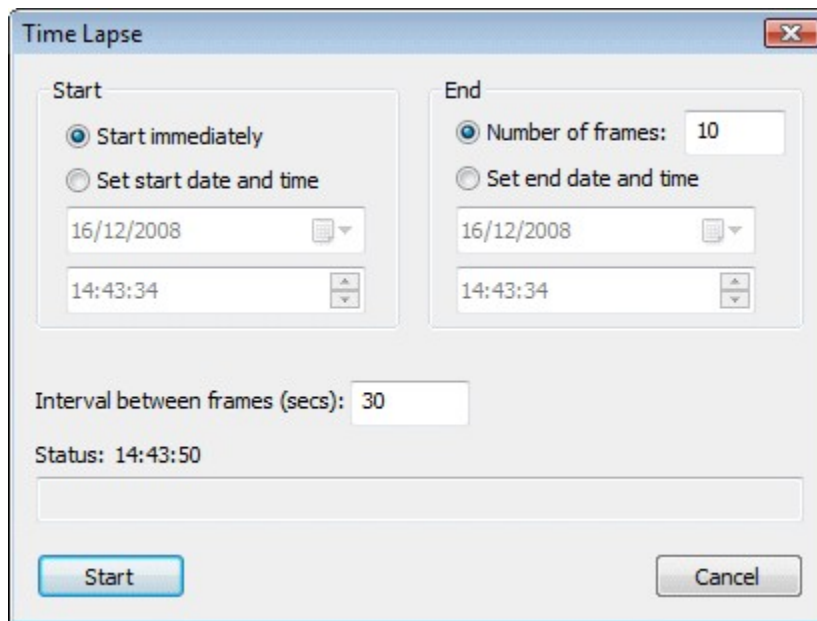 Time Lapse
Start
Start immediately
Set start date and time
16/12/2008
14:43:34
End
Number of frames: 10
Set end date and time
16/12/2008
14:43:34
Interval between frames (secs): 30
Status: 14:43:50
Start
Cancel